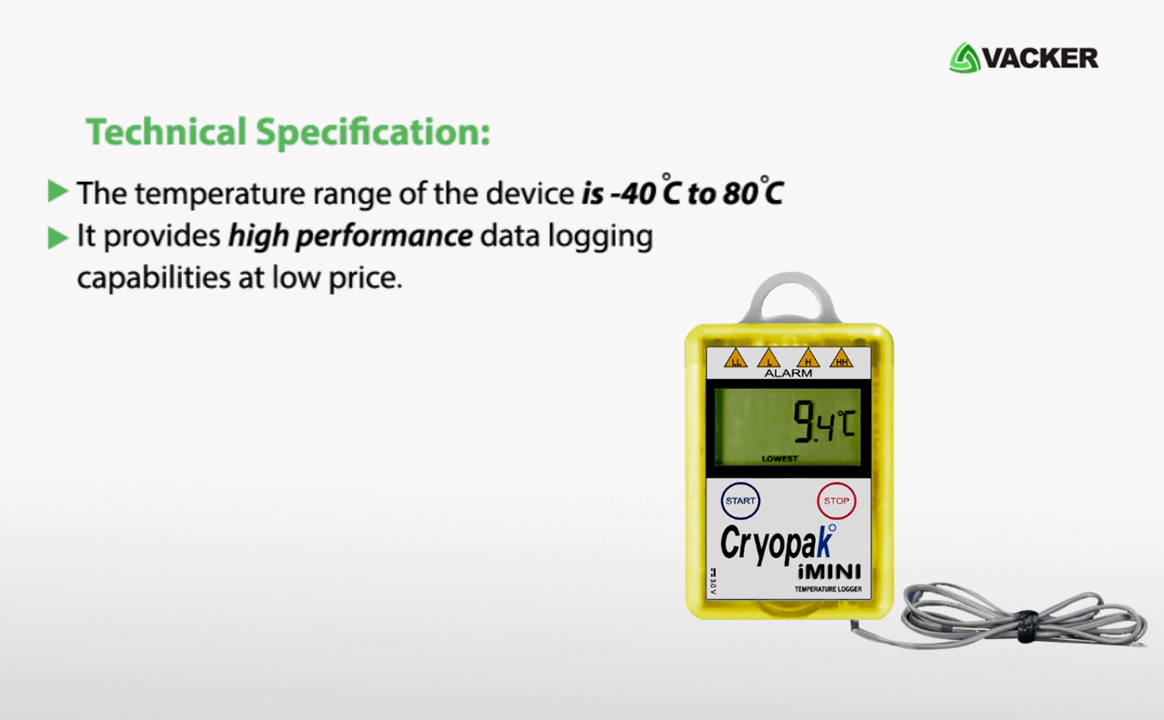 VACKER
Technical Specification:
The temperature range of the device is -40°C to 80°C
It provides high performance data logging
capabilities at low price.
LL L H HH
ALARM
9.4°C
LOWEST
START STOP
Cryopak
iMINI
3.0 V
TEMPERATURE LOGGER